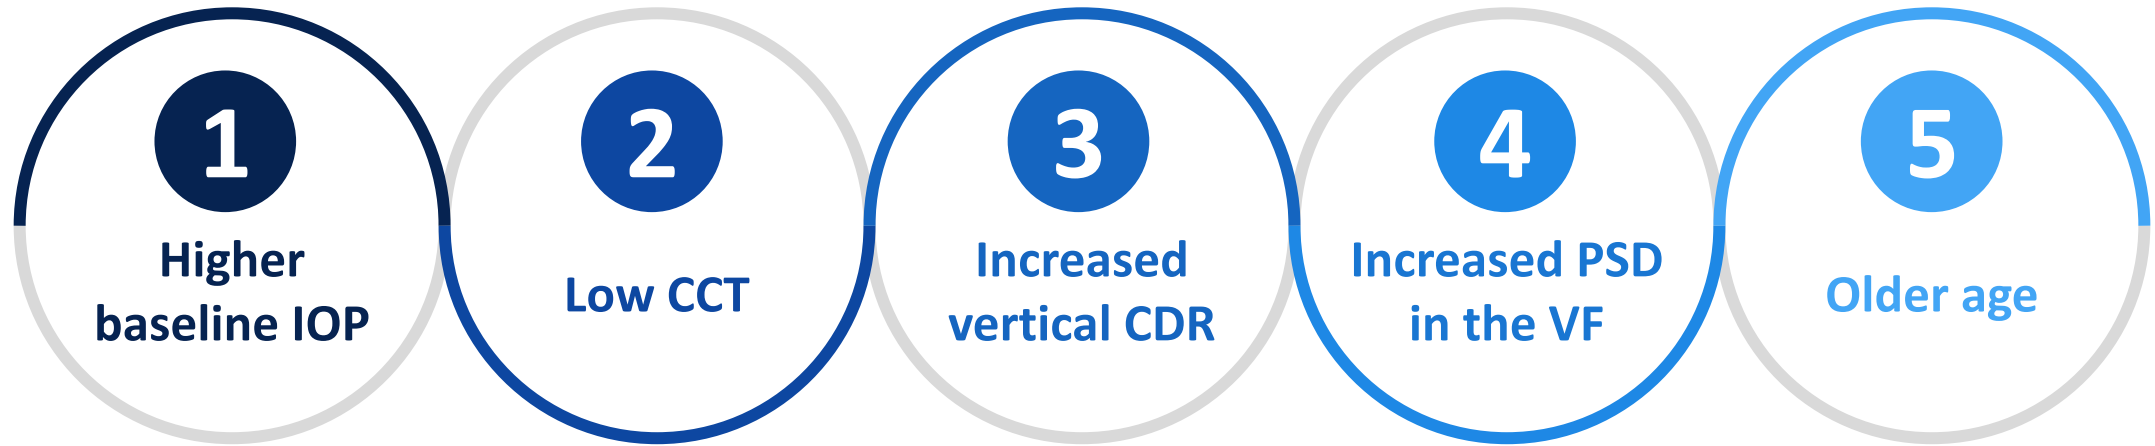 1
Higher
baseline IOP
2
Low CCT
3
Increased
vertical CDR
4
Increased PSD
in the VF
5
Older age